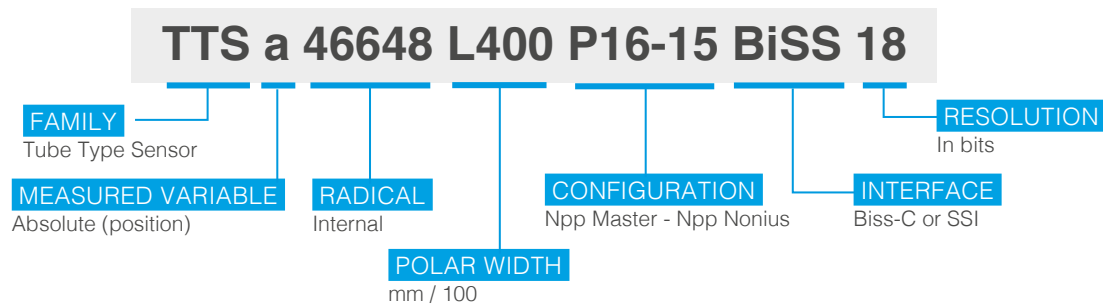 TTS a 46648 L400 P16-15 BiSS 18
FAMILY
Tube Type Sensor
RESOLUTION
In bits
MEASURED VARIABLE
Absolute (position)
RADICAL
Internal
CONFIGURATION
Npp Master - Npp Nonius
INTERFACE
Biss-C or SSI
POLAR WIDTH
mm / 100